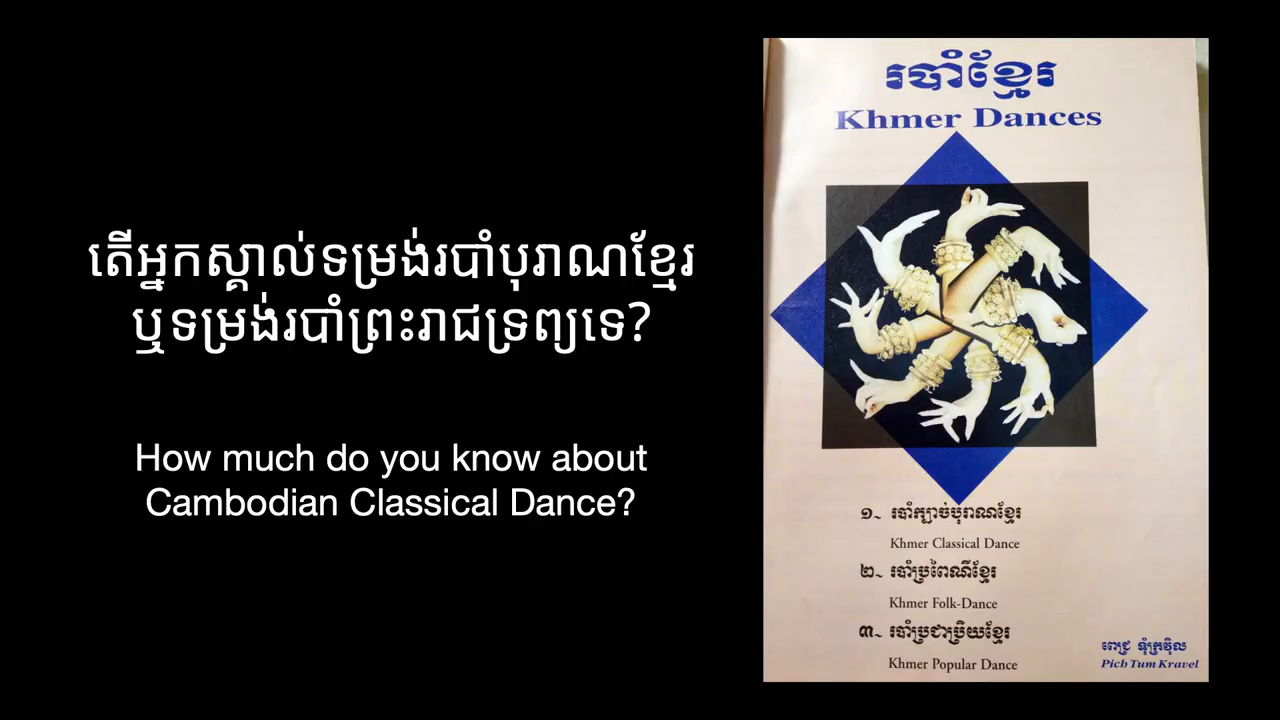 តើអ្នកស្គាល់ទម្រង់របាំបុរាណខ្មែរ
ឬទម្រង់របាំព្រះរាជទ្រព្យទេ?
How much do you know about
Cambodian Classical Dance?
របាំខ្មែរ
Khmer Dances
១~ របាំក្បាច់បុរាណខ្មែរ
Khmer Classical Dance
២~ របាំប្រពៃណីខ្មែរ
Khmer Folk-Dance
៣~ របាំប្រជាប្រិយខ្មែរ
Khmer Popular Dance
ពេជ្រ ទុំក្រវិល
Pich Tum Kravel